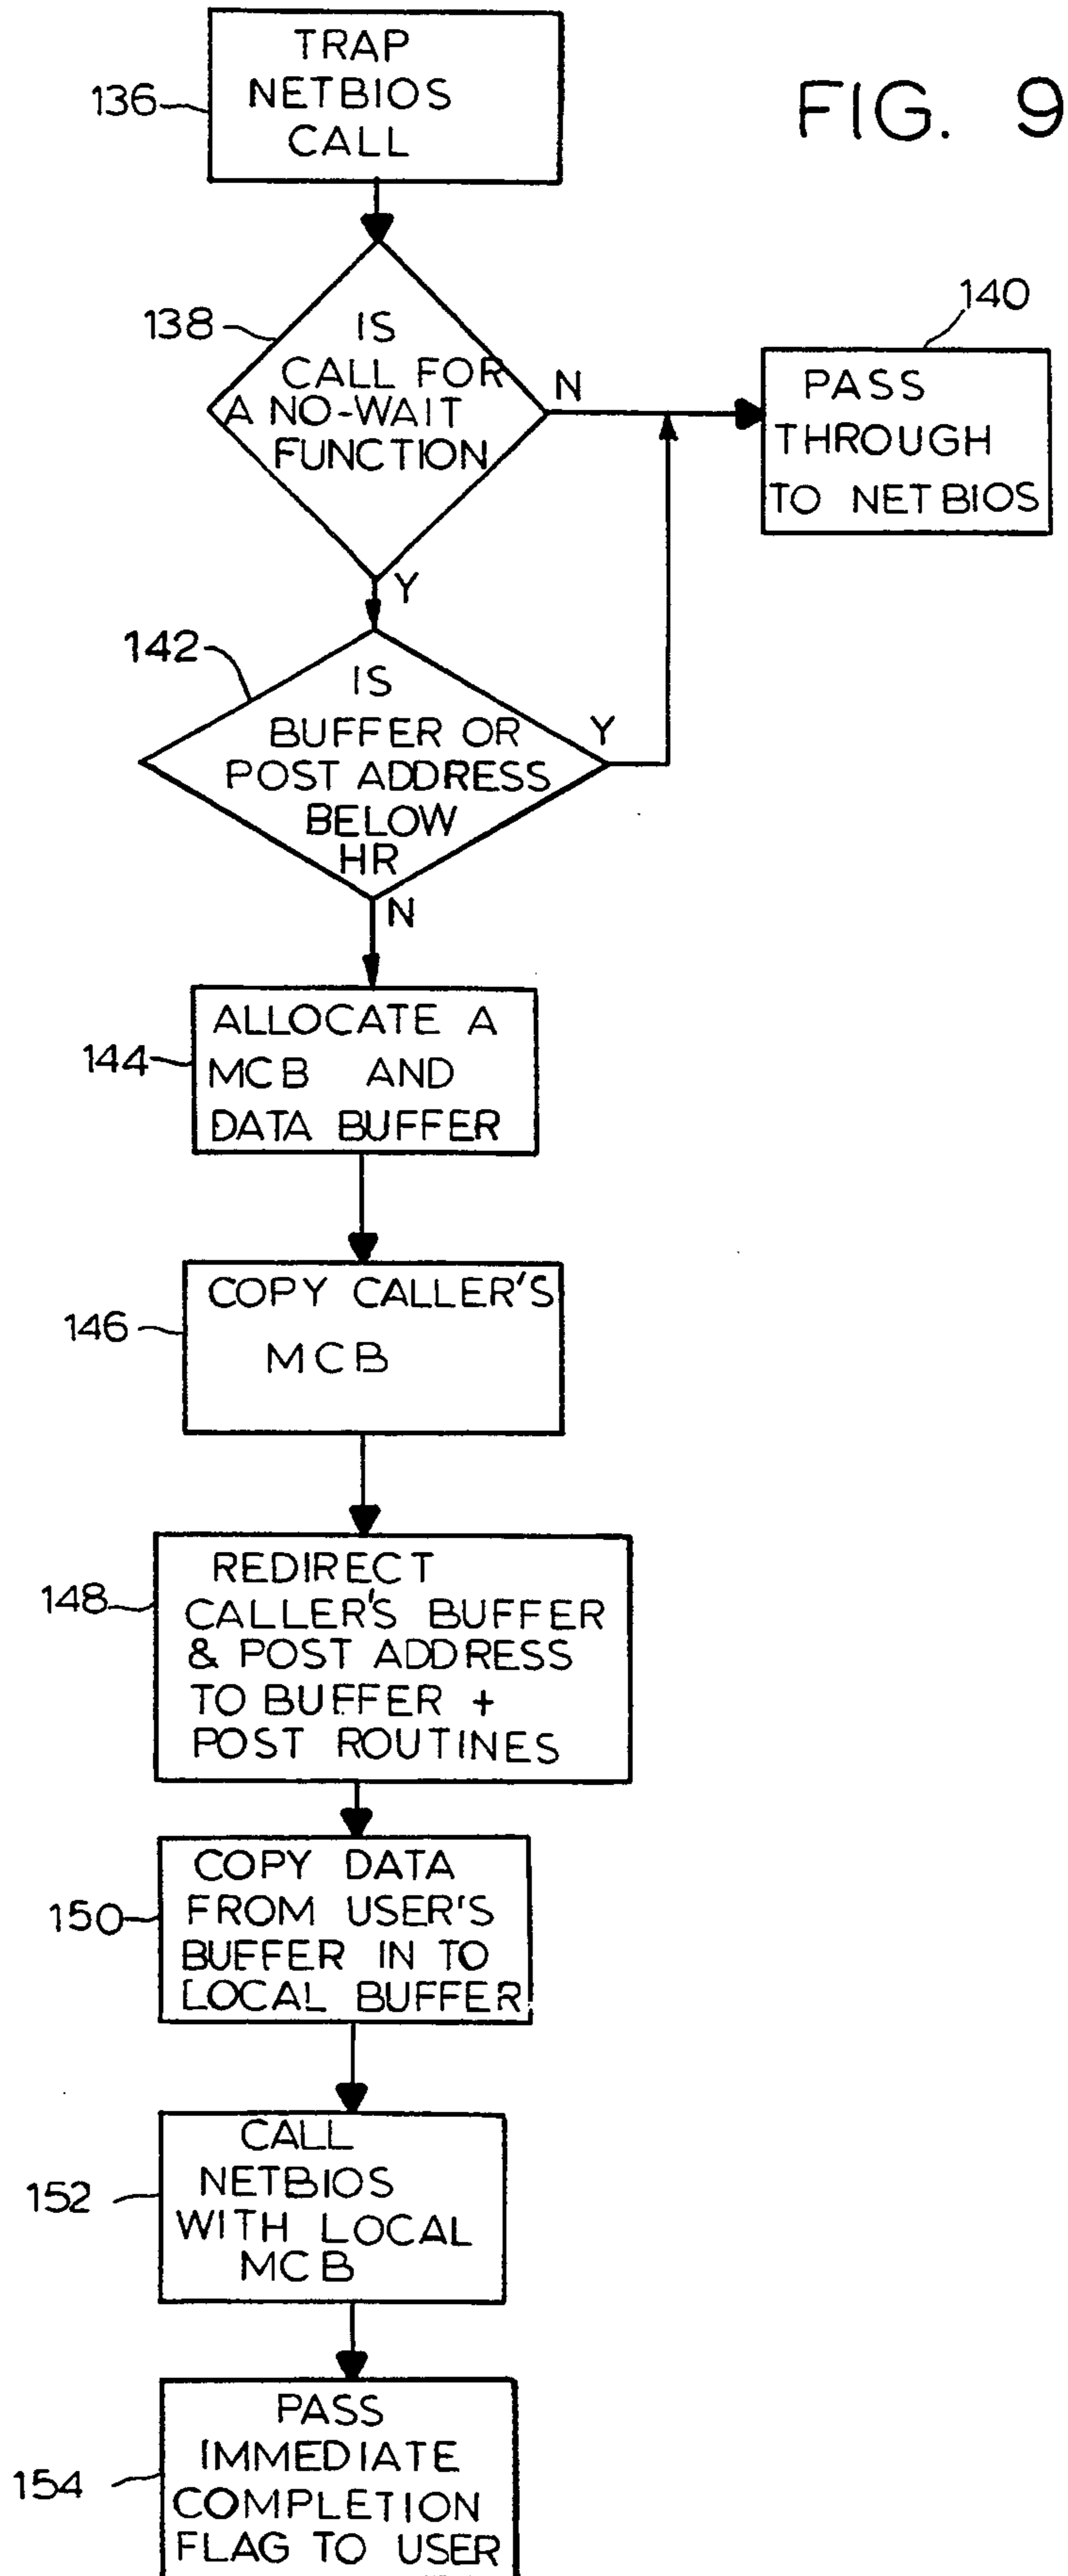 FIG. 9
136
TRAP
NETBIOS
CALL
138
IS
CALL FOR
A NO-WAIT
FUNCTION
N
Y
140
PASS
THROUGH
TO NETBIOS
142
IS
BUFFER OR
POST ADDRESS
BELOW
HR
Y
N
144
ALLOCATE A
MCB AND
DATA BUFFER
146
COPY CALLER'S
MCB
148
REDIRECT
CALLER'S BUFFER
& POST ADDRESS
TO BUFFER +
POST ROUTINES
150
COPY DATA
FROM USER'S
BUFFER IN TO
LOCAL BUFFER
152
CALL
NETBIOS
WITH LOCAL
MCB
154
PASS
IMMEDIATE
COMPLETION
FLAG TO USER